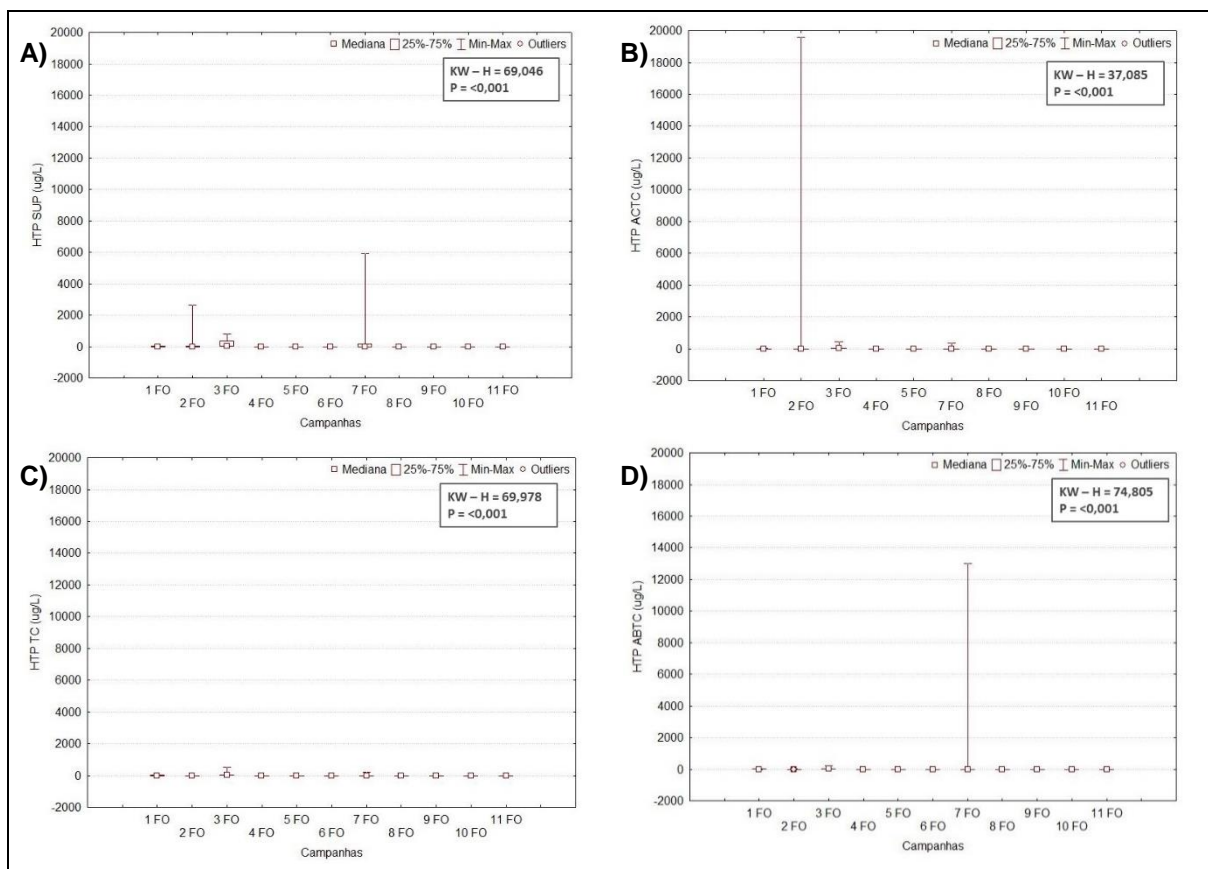 A)
Mediana 25%-75% Min-Max Outliers
KW – H = 69,046
P = <0,001
HTP SUP (ug/L)
20000
18000
16000
14000
12000
10000
8000
6000
4000
2000
0
-2000
1 FO 3 FO 5 FO 7 FO 9 FO 11 FO
2 FO 4 FO 6 FO 8 FO 10 FO
Campanhas
B)
Mediana 25%-75% Min-Max Outliers
KW – H = 37,085
P = <0,001
HTP ACTC (ug/L)
20000
18000
16000
14000
12000
10000
8000
6000
4000
2000
0
-2000
1 FO 3 FO 5 FO 7 FO 9 FO 11 FO
2 FO 4 FO 6 FO 8 FO 10 FO
Campanhas
C)
Mediana 25%-75% Min-Max Outliers
KW – H = 69,978
P = <0,001
HTP TC (ug/L)
20000
18000
16000
14000
12000
10000
8000
6000
4000
2000
0
-2000
1 FO 3 FO 5 FO 7 FO 9 FO 11 FO
2 FO 4 FO 6 FO 8 FO 10 FO
Campanhas
D)
Mediana 25%-75% Min-Max Outliers
KW – H = 74,805
P = <0,001
HTP ABTC (ug/L)
20000
18000
16000
14000
12000
10000
8000
6000
4000
2000
0
-2000
1 FO 3 FO 5 FO 7 FO 9 FO 11 FO
2 FO 4 FO 6 FO 8 FO 10 FO
Campanhas